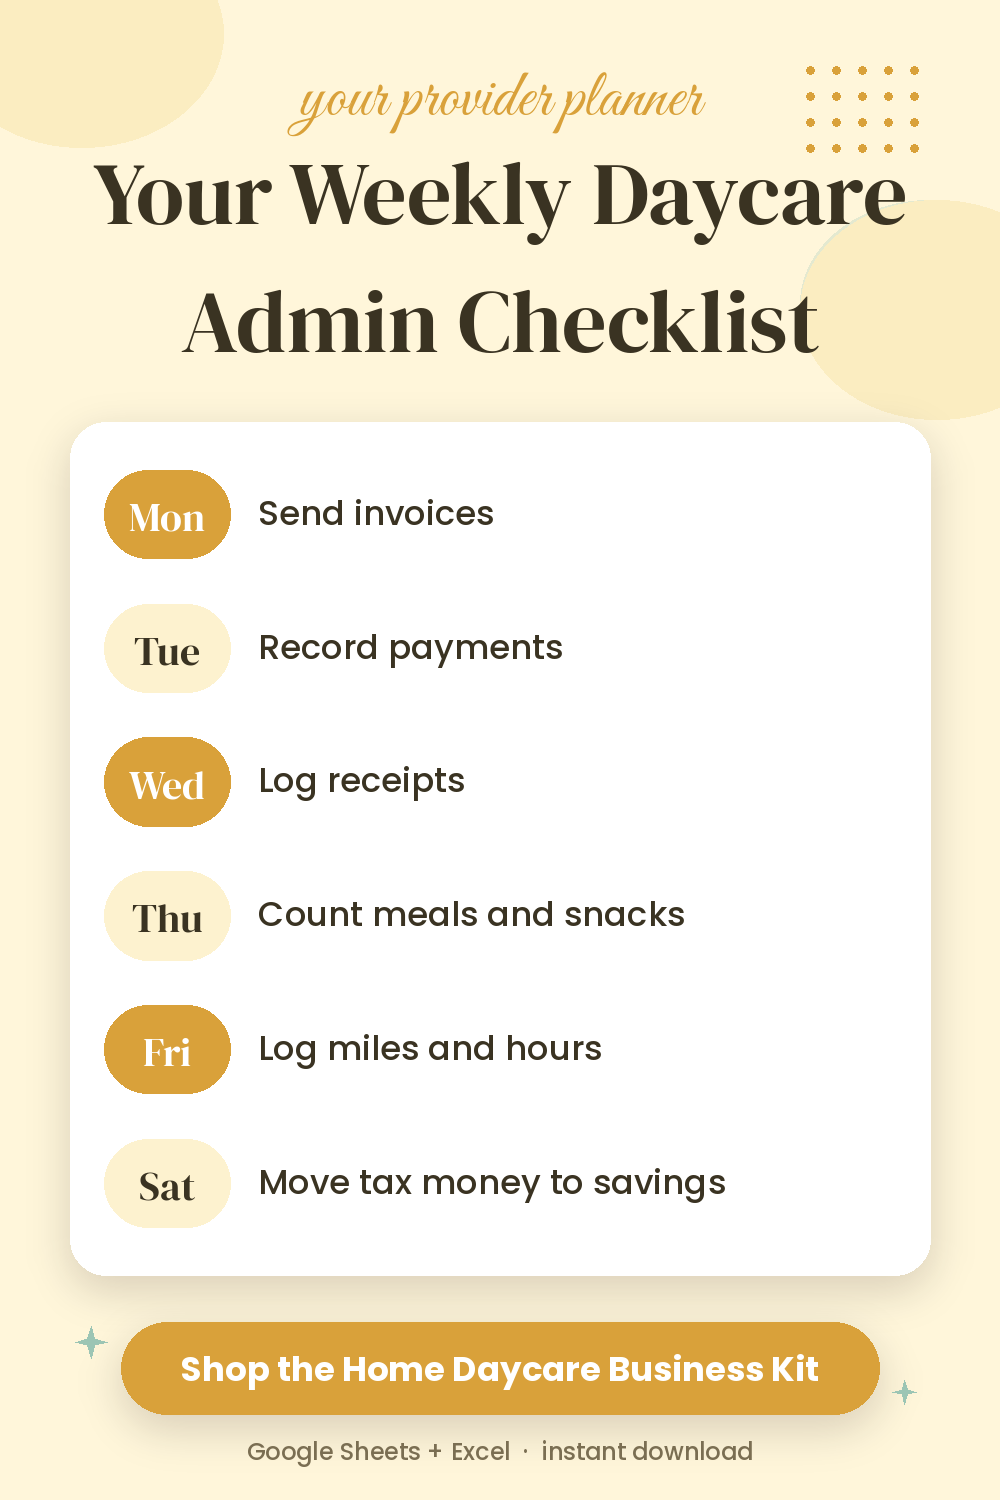 your provider planner
Your Weekly Daycare
Admin Checklist
Mon Send invoices
Tue Record payments
Wed Log receipts
Thu Count meals and snacks
Fri Log miles and hours
Sat Move tax money to savings
Shop the Home Daycare Business Kit
Google Sheets + Excel · instant download